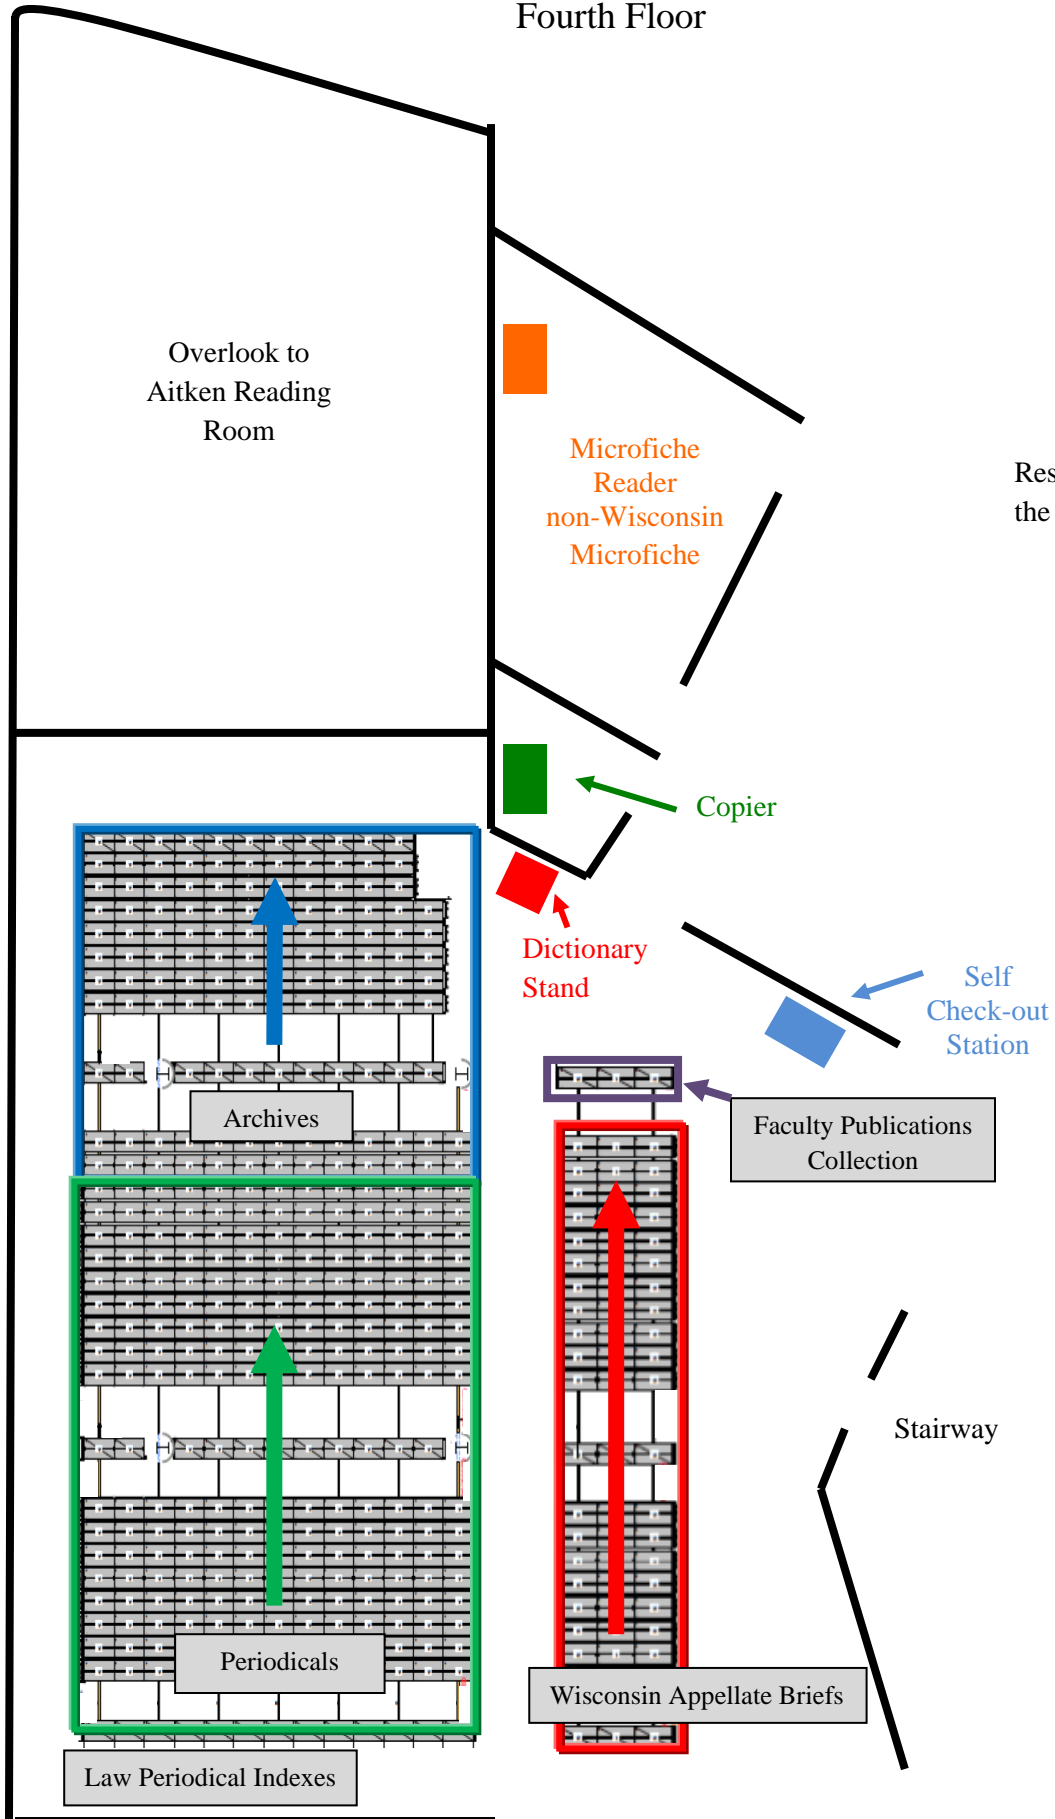 Fourth Floor
Overlook to
Aitken Reading
Room
Microfiche
Reader
non-Wisconsin
Microfiche
Res
the
Copier
Dictionary
Stand
Self
Check-out
Station
Archives
Faculty Publications
Collection
Stairway
Periodicals
Wisconsin Appellate Briefs
Law Periodical Indexes